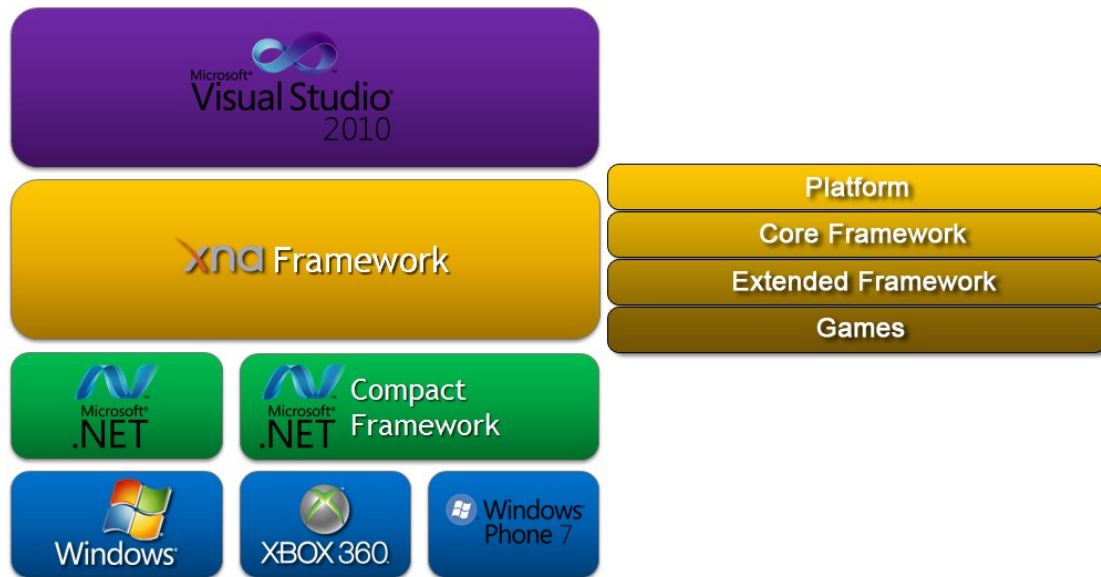 Microsoft®
Visual Studio®
2010
xna Framework
Platform
Core Framework
Extended Framework
Games
Microsoft®
.NET
Microsoft®
.NET
Compact
Framework
Windows®
XBOX 360.
Windows®
Phone 7